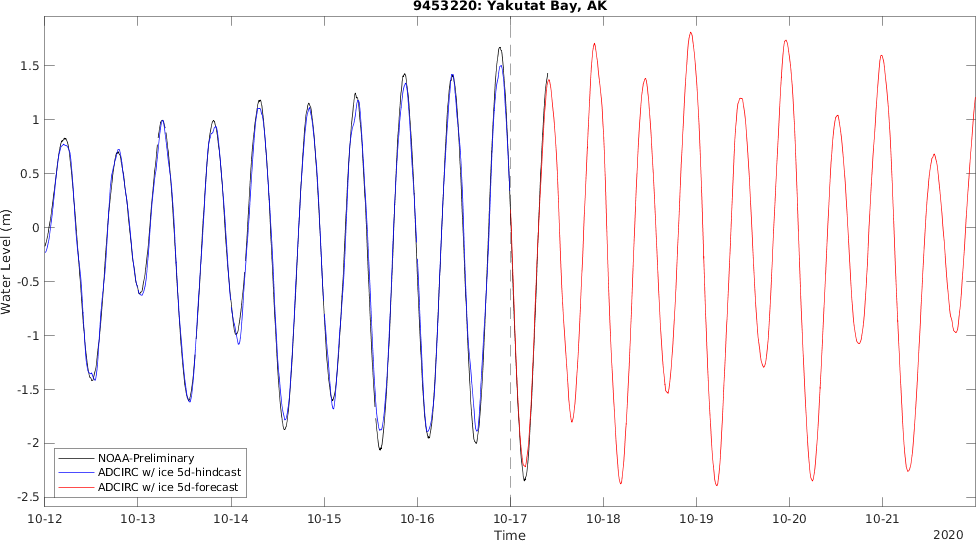 9453220: Yakutat Bay, AK
Water Level (m)
1.5
1
0.5
0
-0.5
-1
-1.5
-2
-2.5
NOAA-Preliminary
ADCIRC w/ ice 5d-hindcast
ADCIRC w/ ice 5d-forecast
10-12 10-13 10-14 10-15 10-16 10-17 10-18 10-19 10-20 10-21
Time
2020